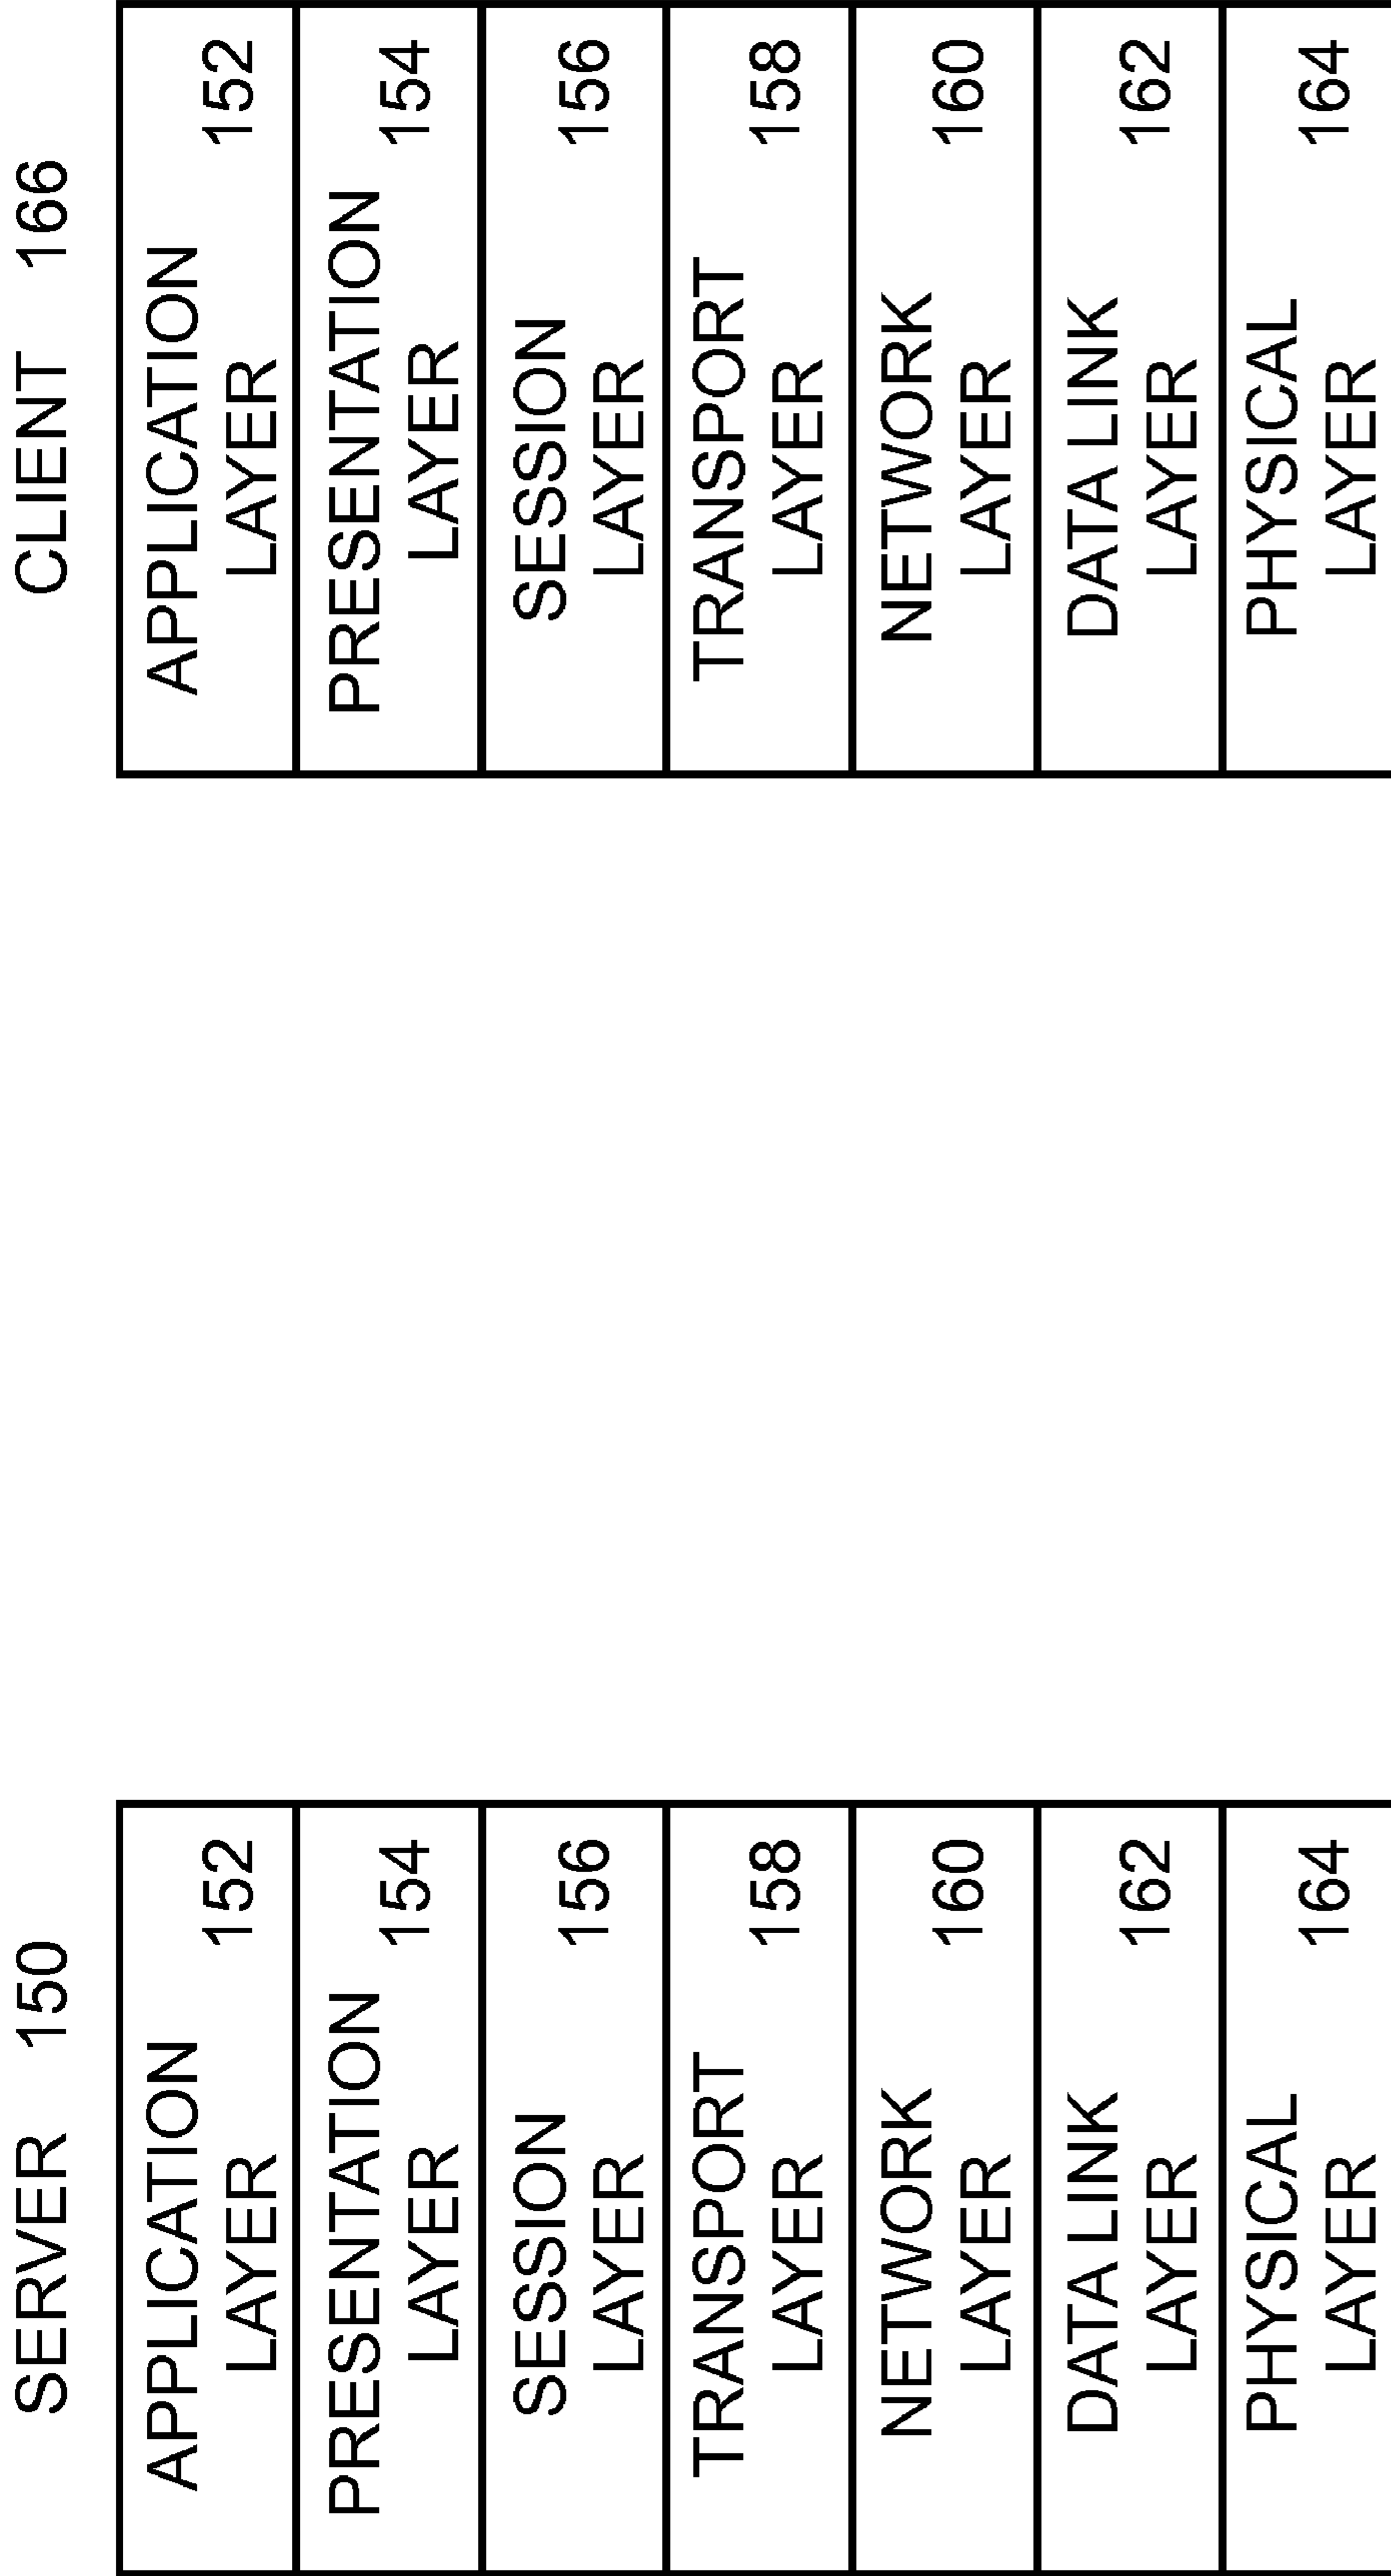 SERVER 150
APPLICATION
LAYER
152
PRESENTATION
LAYER
154
SESSION
LAYER
156
TRANSPORT
LAYER
158
NETWORK
LAYER
160
DATA LINK
LAYER
162
PHYSICAL
LAYER
164
CLIENT 166
APPLICATION
LAYER
152
PRESENTATION
LAYER
154
SESSION
LAYER
156
TRANSPORT
LAYER
158
NETWORK
LAYER
160
DATA LINK
LAYER
162
PHYSICAL
LAYER
164